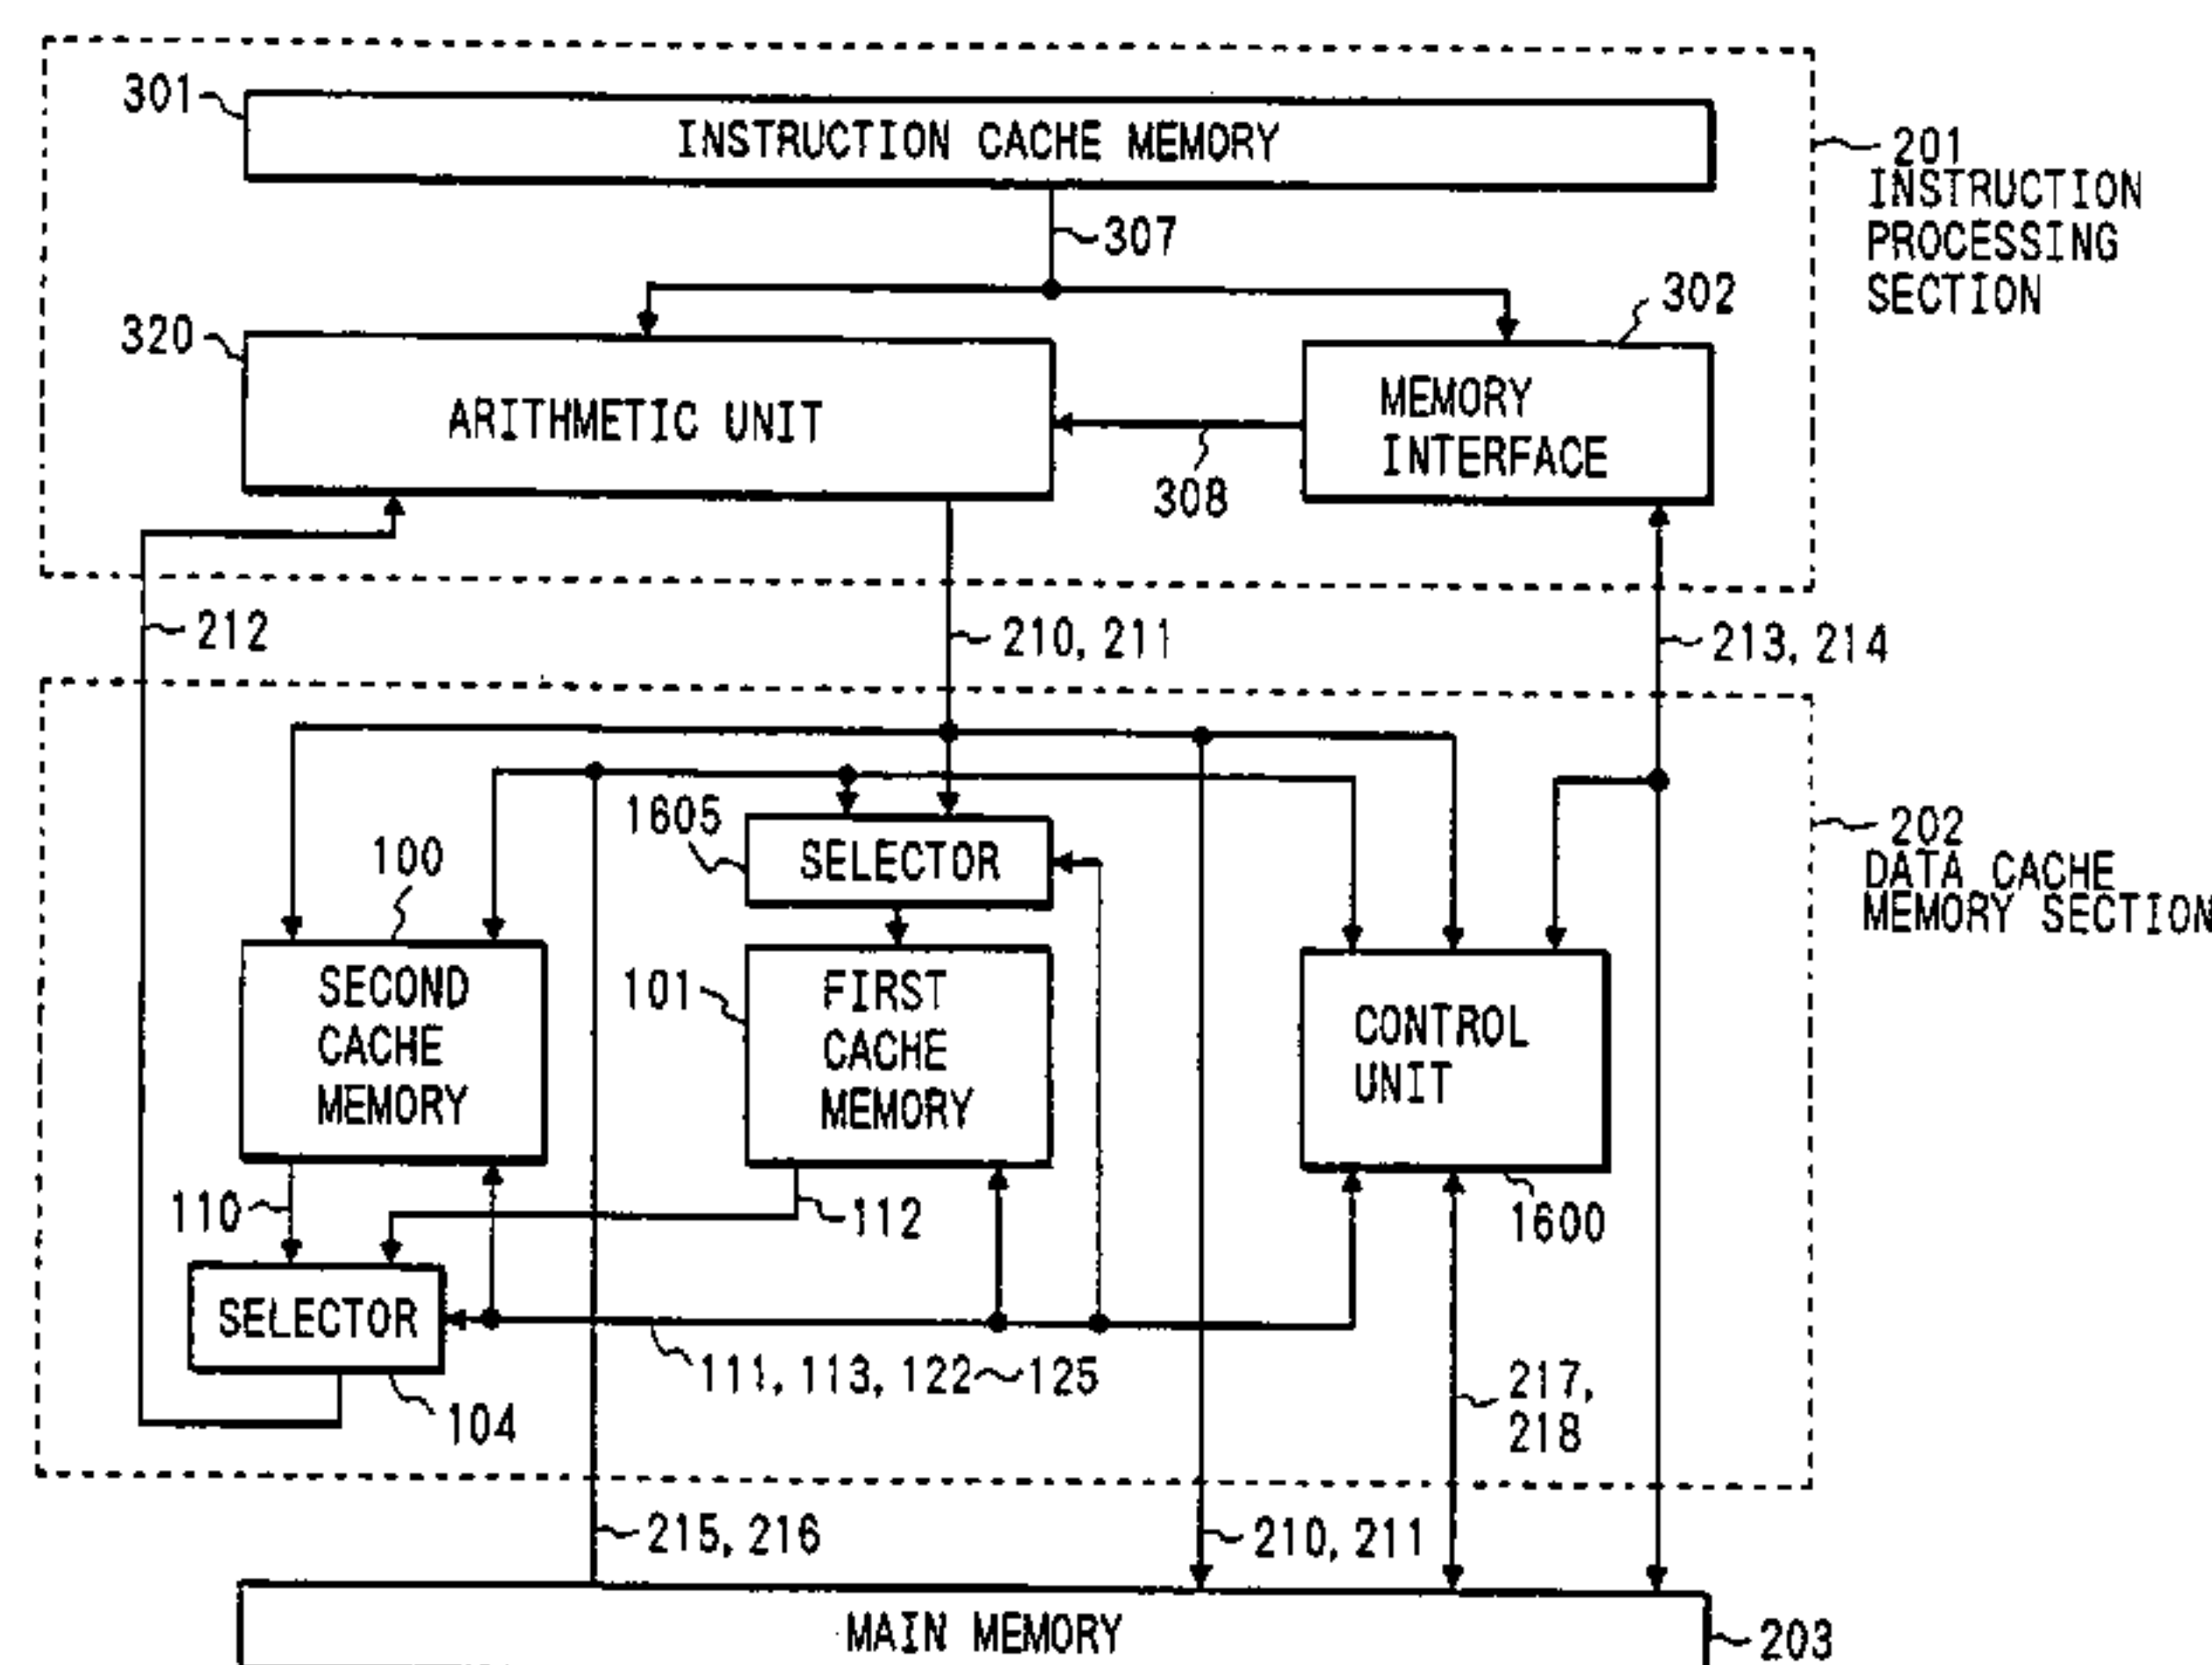 301
INSTRUCTION CACHE MEMORY
201
INSTRUCTION
PROCESSING
SECTION
307
302
320
ARITHMETIC UNIT
MEMORY
INTERFACE
308
212
210, 211
213, 214
1605
SELECTOR
202
DATA CACHE
MEMORY SECTION
100
SECOND
CACHE
MEMORY
101
FIRST
CACHE
MEMORY
CONTROL
UNIT
110
112
1600
SELECTOR
111, 113, 122~125
104
217,
218
215, 216
210, 211
MAIN MEMORY
203